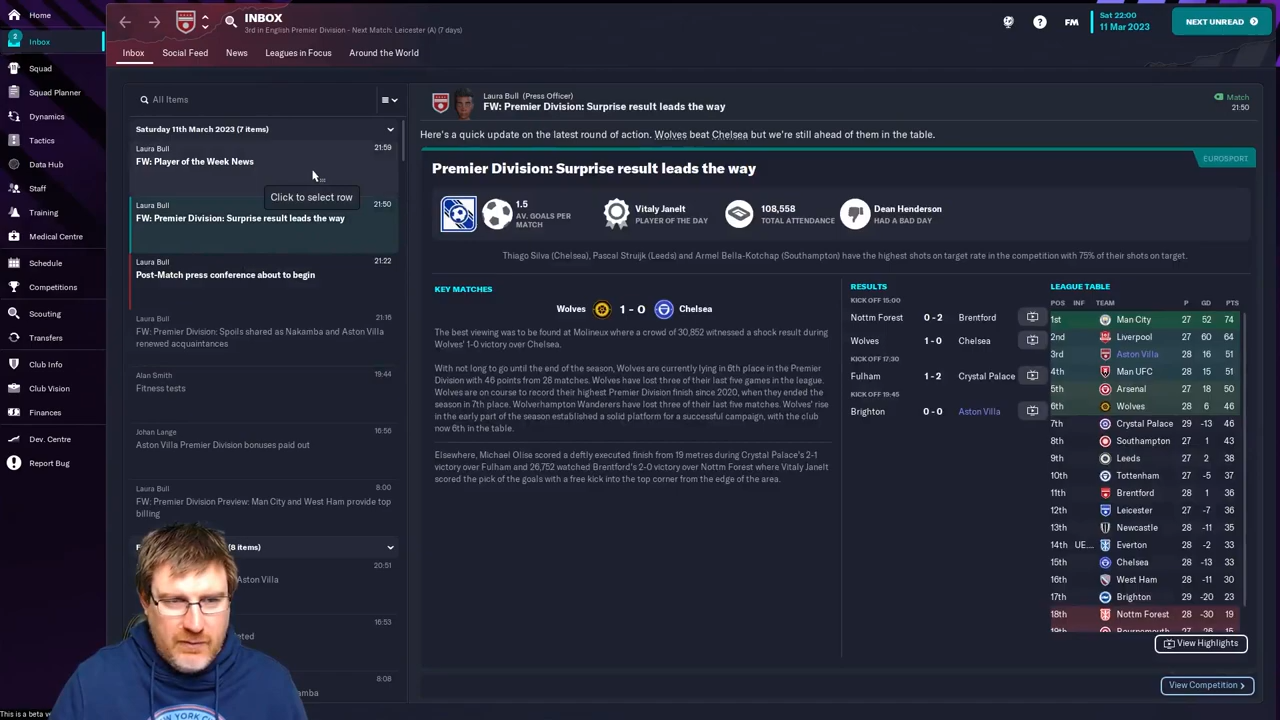 Home
2
Inbox
Squad
Squad Planner
Dynamics
Tactics
Data Hub
Staff
Training
Medical Centre
Schedule
Competitions
Scouting
Transfers
Club Info
Club Vision
Finances
Dev. Centre
Report Bug
This is a beta v
INBOX
3rd in English Premier Division - Next Match: Leicester (A) (7 days)
FM
Sat 22:00
11 Mar 2023
NEXT UNREAD
Inbox
Social Feed
News
Leagues in Focus
Around the World
All Items
Saturday 11th March 2023 (7 items)
Laura Bull 21:59
FW: Player of the Week News
Click to select row
Laura Bull 21:50
FW: Premier Division: Surprise result leads the way
Laura Bull 21:22
Post-Match press conference about to begin
Laura Bull 21:16
FW: Premier Division: Spoils shared as Nakamba and Aston Villa
renewed acquaintances
Alan Smith 19:44
Fitness tests
Johan Lange 16:56
Aston Villa Premier Division bonuses paid out
Laura Bull 8:00
FW: Premier Division Preview: Man City and West Ham provide top
billing
(8 items)
20:51
Aston Villa
16:53
8:08
Laura Bull (Press Officer)
FW: Premier Division: Surprise result leads the way
Match
21:50
Here's a quick update on the latest round of action. Wolves beat Chelsea but we're still ahead of them in the table.
EUROSPORT
Premier Division: Surprise result leads the way
1.5
AV. GOALS PER
MATCH
Vitaly Janelt
PLAYER OF THE DAY
108,558
TOTAL ATTENDANCE
Dean Henderson
HAD A BAD DAY
Thiago Silva (Chelsea), Pascal Struijk (Leeds) and Armel Bella-Kotchap (Southampton) have the highest shots on target rate in the competition with 75% of their shots on target.
KEY MATCHES
Wolves 1 - 0 Chelsea
The best viewing was to be found at Molineux where a crowd of 30,852 witnessed a shock result during
Wolves' 1-0 victory over Chelsea.
With not long to go until the end of the season, Wolves are currently lying in 6th place in the Premier
Division with 46 points from 28 matches. Wolves have lost three of their last five games in the league.
Wolves are on course to record their highest Premier Division finish since 2020, when they ended the
season in 7th place. Wolverhampton Wanderers have lost three of their last five matches. Wolves' rise
in the early part of the season established a solid platform for a successful campaign, with the club
now 6th in the table.
Elsewhere, Michael Olise scored a deftly executed finish from 19 metres during Crystal Palace's 2-1
victory over Fulham and 26,752 watched Brentford's 2-0 victory over Nottm Forest where Vitaly Janelt
scored the pick of the goals with a free kick into the top corner from the edge of the area.
RESULTS
KICK OFF 15:00
Nottm Forest 0 - 2 Brentford
Wolves 1 - 0 Chelsea
KICK OFF 17:30
Fulham 1 - 2 Crystal Palace
KICK OFF 19:45
Brighton 0 - 0 Aston Villa
LEAGUE TABLE
POS INF TEAM P GD PTS
1st Man City 27 52 74
2nd Liverpool 27 60 64
3rd Aston Villa 28 16 51
4th Man UFC 28 15 51
5th Arsenal 27 18 50
6th Wolves 28 6 46
7th Crystal Palace 29 -13 46
8th Southampton 27 1 43
9th Leeds 27 2 38
10th Tottenham 27 -5 37
11th Brentford 28 1 36
12th Leicester 27 -7 36
13th Newcastle 28 -11 35
14th UE... Everton 28 -2 33
15th Chelsea 28 -13 33
16th West Ham 28 -11 30
17th Brighton 29 -20 23
18th Nottm Forest 28 -30 19
19th Bournemouth 27 -26 15
View Highlights
View Competition
NEW YORK CITY